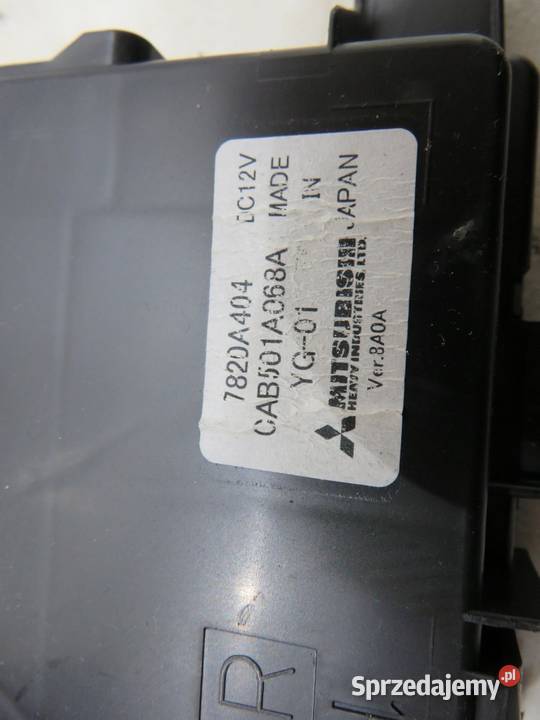 7820A404 DC12V
CAB501A068A MADE
YG-01 IN
MITSUBISHI JAPAN
HEAVY INDUSTRIES, LTD.
Ver.8A0A
R
Sprzedajemy.pl